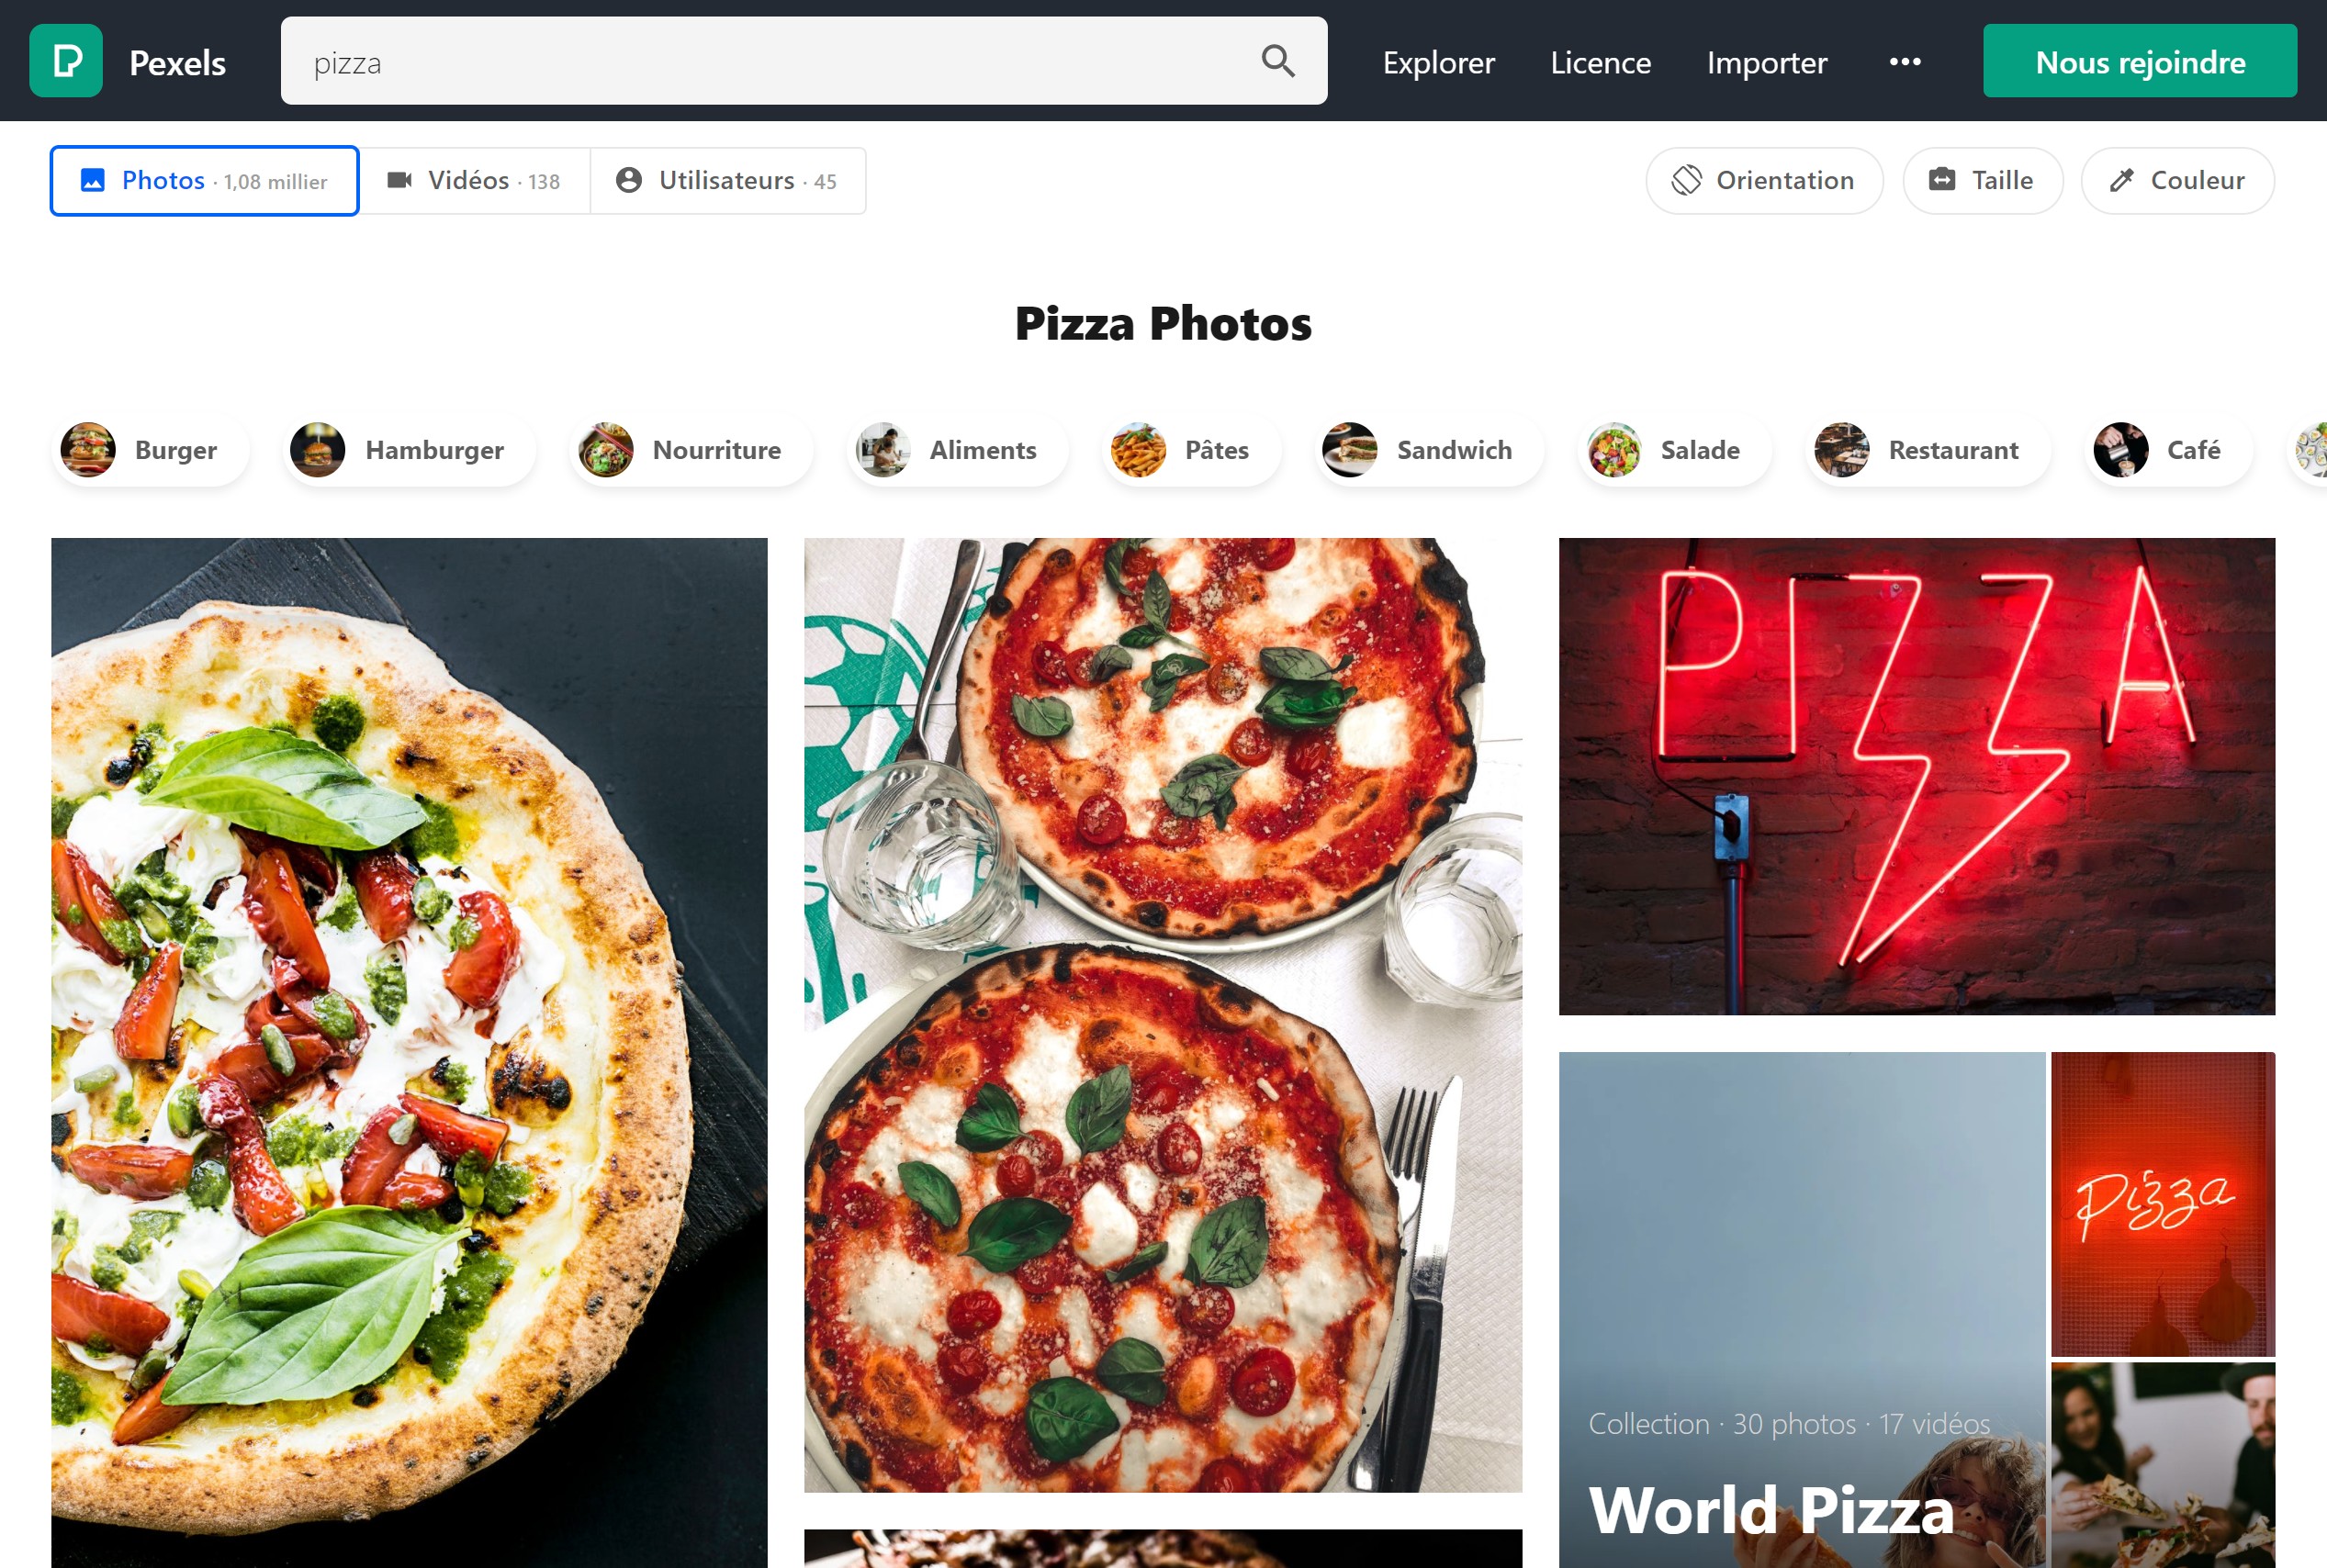 Pexels
pizza
Explorer
Licence
Importer
Nous rejoindre
Photos · 1,08 millier
Vidéos · 138
Utilisateurs · 45
Orientation
Taille
Couleur
Pizza Photos
Burger
Hamburger
Nourriture
Aliments
Pâtes
Sandwich
Salade
Restaurant
Café
PIZZA
Pizza
Collection · 30 photos · 17 vidéos
World Pizza